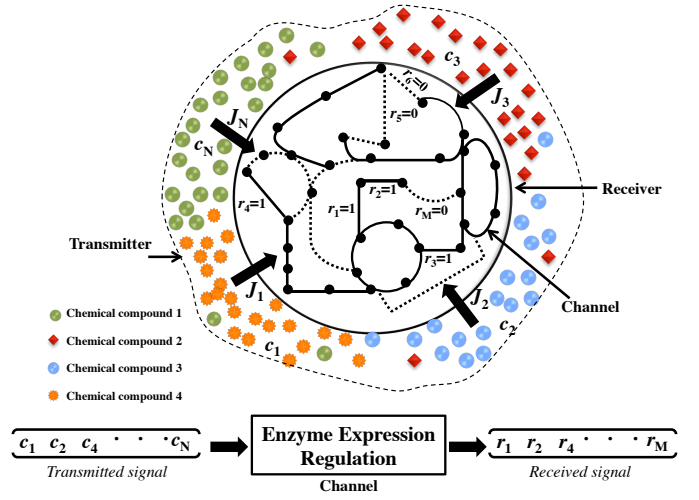 c3
r6=0
J3
r5=0
JN
cN
r2=1
r4=1
r1=1
rM=0
Receiver
r3=1
Transmitter
J1
J2
Channel
c2
c1
Chemical compound 1
Chemical compound 2
Chemical compound 3
Chemical compound 4
c1 c2 c4 · · · cN
Enzyme Expression
Regulation
r1 r2 r4 · · · rM
Transmitted signal
Channel
Received signal